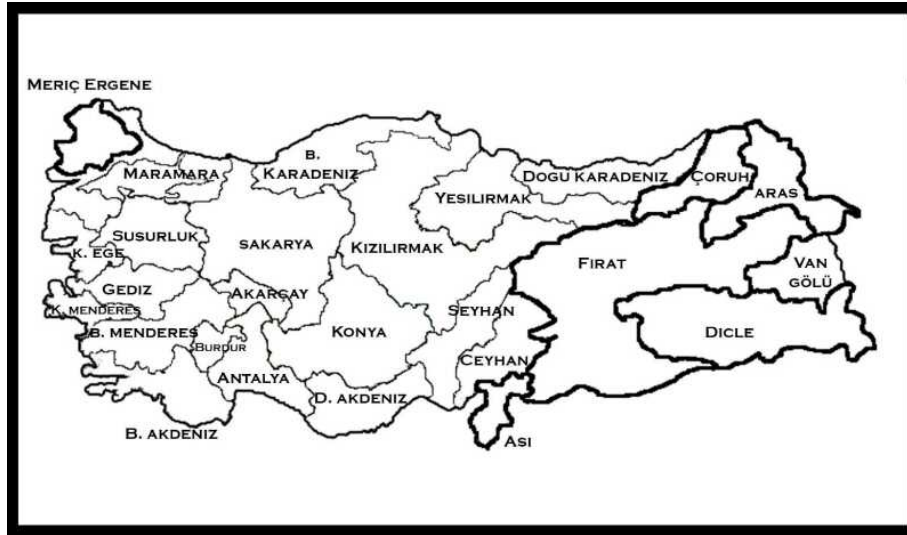 MERIÇ ERGENE
MARAMARA
B.
KARADENIZ
DOGU KARADENIZ
ÇORUH
ARAS
YESILIRMAK
SUSURLUK
SAKARYA
KIZILIRMAK
K. EGE
FIRAT
VAN
GÖLÜ
GEDIZ
AKARÇAY
K. MENDERES
SEYHAN
B. MENDERES
KONYA
DICLE
BURDUR
CEYHAN
ANTALYA
D. AKDENIZ
B. AKDENIZ
ASI